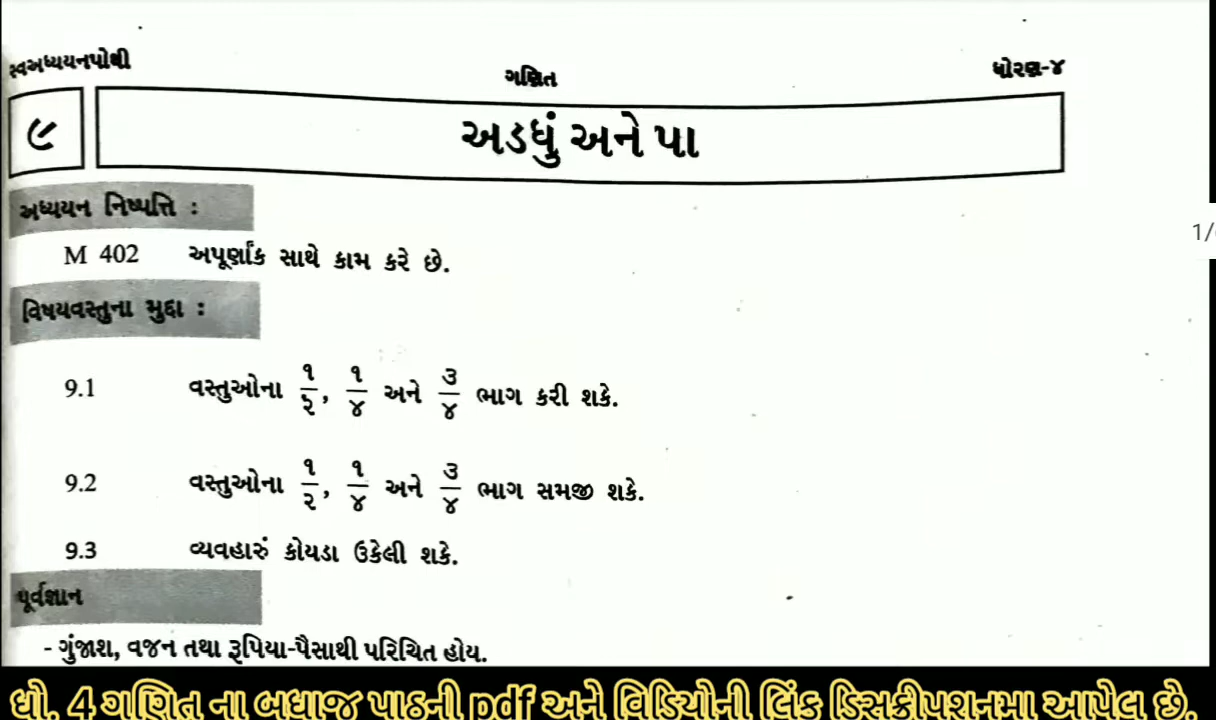 સ્વઅધ્યયનપોથી ગણિત ધોરણ-૪
૯ અડધું અને પા
અધ્યયન નિષ્પત્તિ :
M 402 અપૂર્ણાંક સાથે કામ કરે છે.
વિષયવસ્તુના મુદ્દા :
9.1 વસ્તુઓના ૧/૨, ૧/૪ અને ૩/૪ ભાગ કરી શકે.
9.2 વસ્તુઓના ૧/૨, ૧/૪ અને ૩/૪ ભાગ સમજી શકે.
9.3 વ્યવહારું કોયડા ઉકેલી શકે.
પૂર્વજ્ઞાન
- ગુંજાશ, વજન તથા રૂપિયા-પૈસાથી પરિચિત હોય.
ધો. 4 ગણિત ના બધાજ પાઠની pdf અને વિડિયોની લિંક ડિસક્રીપશનમા આપેલ છે.